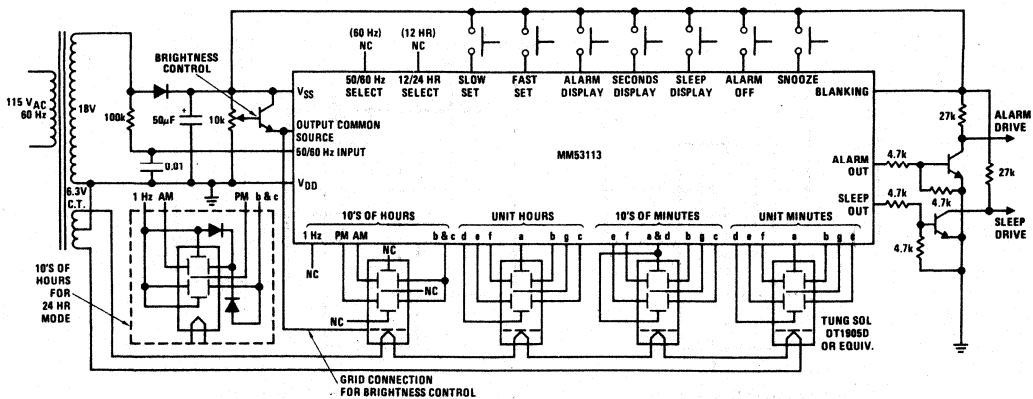 (60 Hz)
NC
(12 HR)
NC
BRIGHTNESS
CONTROL
50/60 Hz
SELECT
12/24 HR
SELECT
SLOW
SET
FAST
SET
ALARM
DISPLAY
SECONDS
DISPLAY
SLEEP
DISPLAY
ALARM
OFF
SNOOZE
115 VAC
60 Hz
18V
100k
50µF
+
10k
VSS
OUTPUT COMMON
SOURCE
50/60 Hz INPUT
0.01
VDD
MM53113
BLANKING
27k
ALARM
DRIVE
ALARM
OUT
4.7k
27k
SLEEP
OUT
4.7k
4.7k
SLEEP
DRIVE
4.7k
6.3V
C.T.
1 Hz AM
PM b & c
10'S OF
HOURS
FOR
24 HR
MODE
10'S OF HOURS
UNIT HOURS
10'S OF MINUTES
UNIT MINUTES
1 Hz
PM AM
b & c
d e f a b g c
e f a & d b g c
d e f a b g e
NC
NC
NC
NC
TUNG SOL
DT1905D
OR EQUIV.
GRID CONNECTION
FOR BRIGHTNESS CONTROL